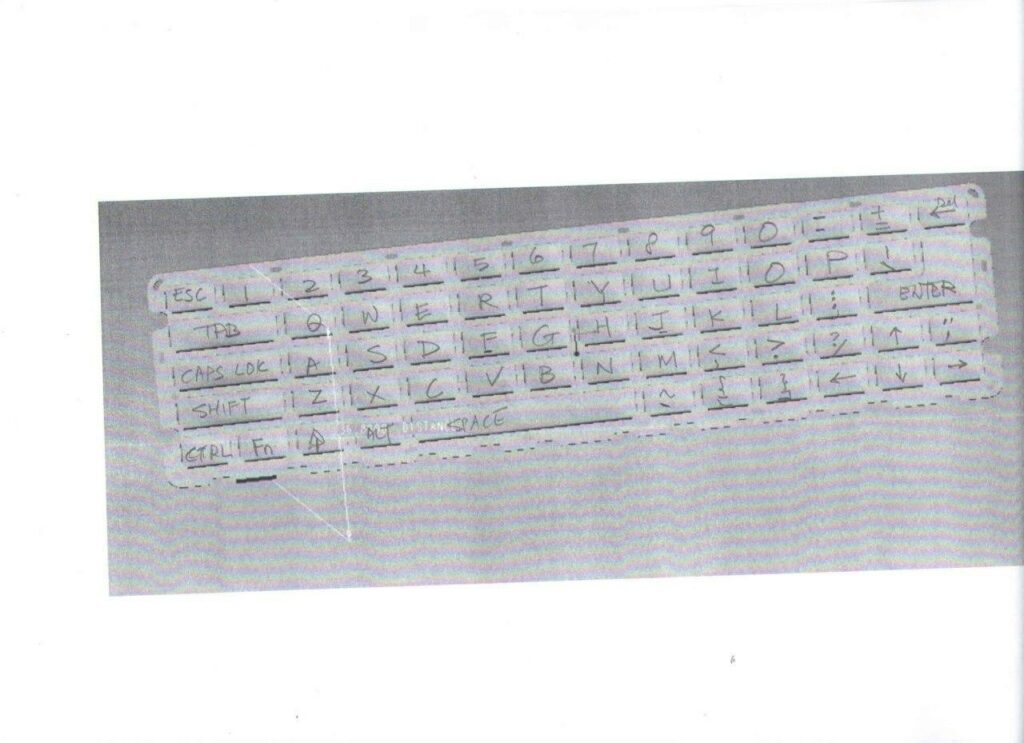 ESC 1 2 3 4 5 6 7 8 9 0 - + Del
TAB Q W E R T Y U I O P \ |
CAPS LOK A S D F G H J K L : ; ENTER
SHIFT Z X C V B N M < , > . ? / ↑ " '
CTRL Fn ALT SPACE ~ { [ } ] ← ↓ →